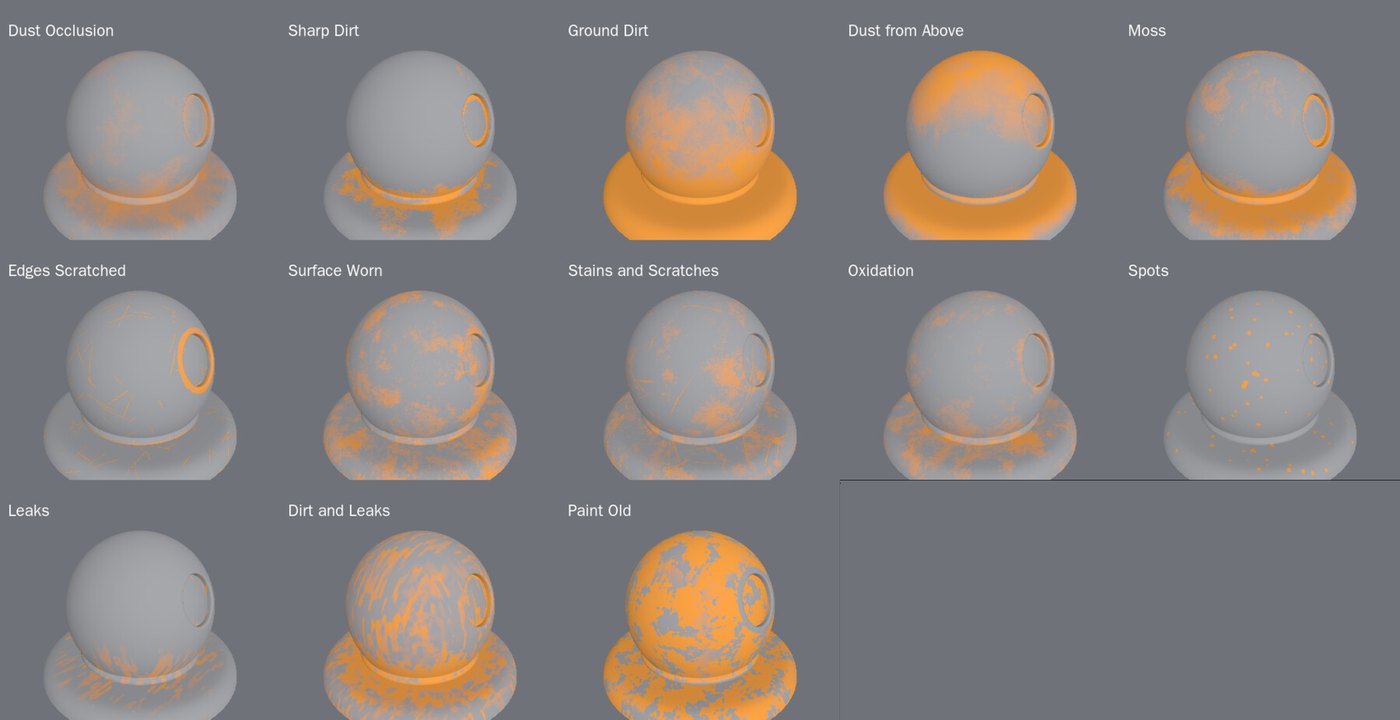 Dust Occlusion
Sharp Dirt
Ground Dirt
Dust from Above
Moss
Edges Scratched
Surface Worn
Stains and Scratches
Oxidation
Spots
Leaks
Dirt and Leaks
Paint Old